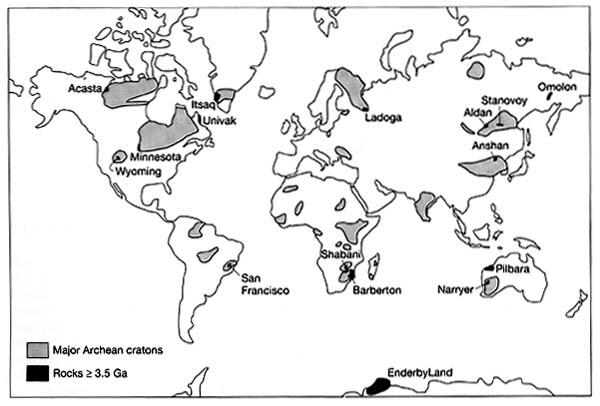 Acasta
Itsaq
Univak
Minnesota
Wyoming
Ladoga
Omolon
Stanovoy
Aldan
Anshan
Shabani
San
Francisco
Barberton
Pilbara
Narryer
EnderbyLand
Major Archean cratons
Rocks ≥ 3.5 Ga